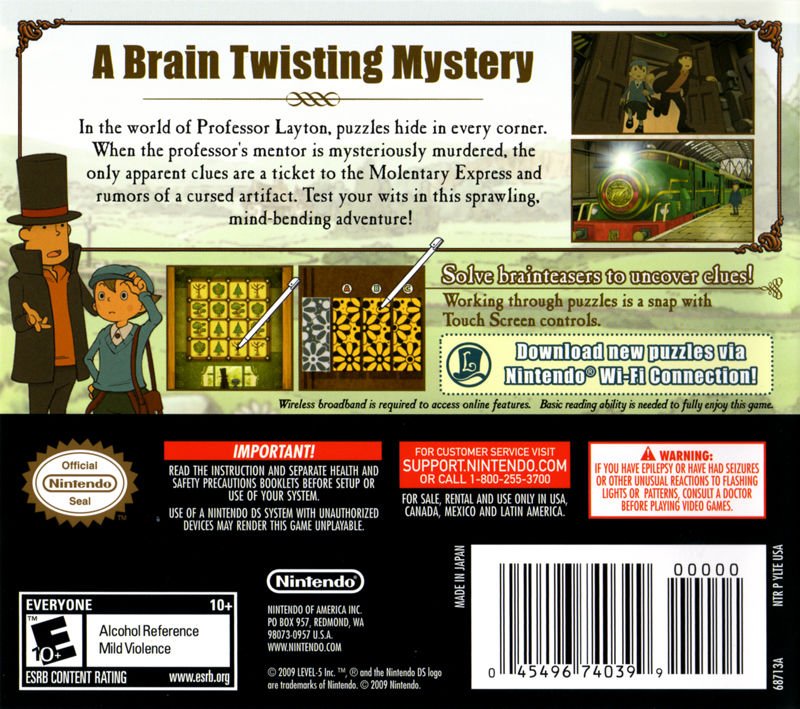 A Brain Twisting Mystery
In the world of Professor Layton, puzzles hide in every corner.
When the professor's mentor is mysteriously murdered, the
only apparent clues are a ticket to the Molentary Express and
rumors of a cursed artifact. Test your wits in this sprawling,
mind-bending adventure!
A B C
Solve brainteasers to uncover clues!
Working through puzzles is a snap with
Touch Screen controls.
Download new puzzles via
Nintendo® Wi-Fi Connection!
Wireless broadband is required to access online features. Basic reading ability is needed to fully enjoy this game.
Official
Nintendo
Seal
TM
IMPORTANT!
READ THE INSTRUCTION AND SEPARATE HEALTH AND
SAFETY PRECAUTIONS BOOKLETS BEFORE SETUP OR
USE OF YOUR SYSTEM.
USE OF A NINTENDO DS SYSTEM WITH UNAUTHORIZED
DEVICES MAY RENDER THIS GAME UNPLAYABLE.
FOR CUSTOMER SERVICE VISIT
SUPPORT.NINTENDO.COM
OR CALL 1-800-255-3700
FOR SALE, RENTAL AND USE ONLY IN USA,
CANADA, MEXICO AND LATIN AMERICA.
WARNING:
IF YOU HAVE EPILEPSY OR HAVE HAD SEIZURES
OR OTHER UNUSUAL REACTIONS TO FLASHING
LIGHTS OR PATTERNS, CONSULT A DOCTOR
BEFORE PLAYING VIDEO GAMES.
EVERYONE 10+
TM
E
10+
Alcohol Reference
Mild Violence
ESRB CONTENT RATING www.esrb.org
Nintendo®
NINTENDO OF AMERICA INC.
PO BOX 957, REDMOND, WA
98073-0957 U.S.A.
WWW.NINTENDO.COM
© 2009 LEVEL-5 Inc. ™, ® and the Nintendo DS logo
are trademarks of Nintendo. © 2009 Nintendo.
MADE IN JAPAN
00000
0 45496 74039 9
NTR P YLTE USA
68713A